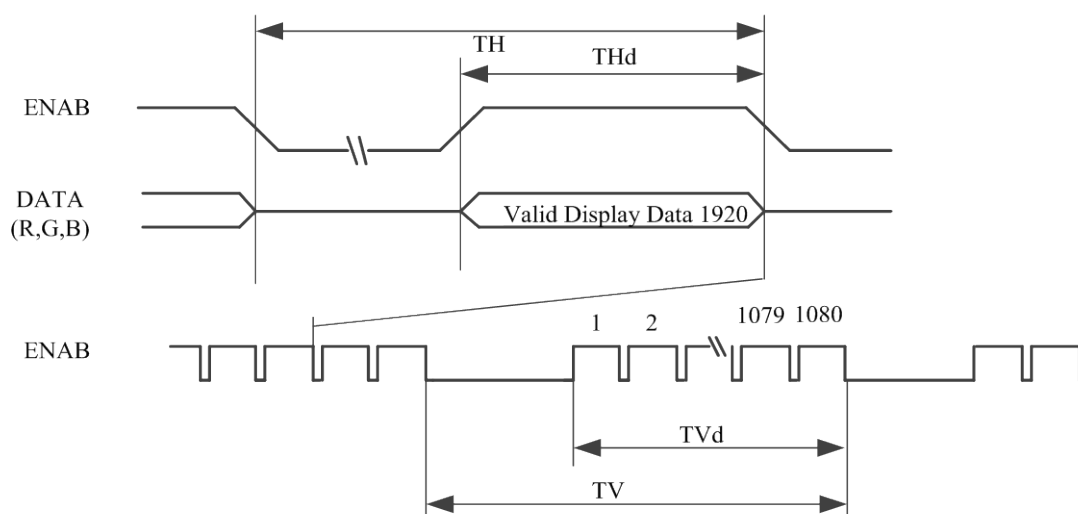 TH
THd
ENAB
DATA
(R,G,B)
Valid Display Data 1920
1 2 1079 1080
ENAB
TVd
TV